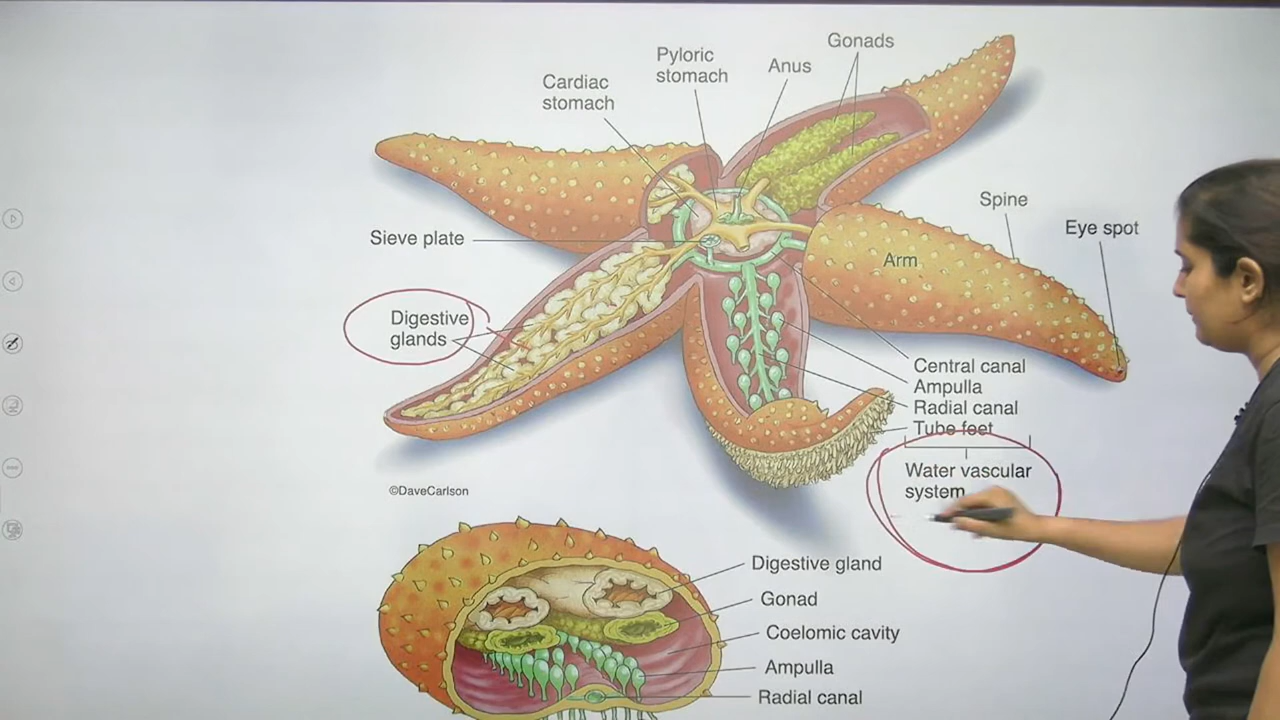 Gonads
Pyloric
stomach
Anus
Cardiac
stomach
Spine
Eye spot
Sieve plate
Arm
Digestive
glands
Central canal
Ampulla
Radial canal
Tube feet
Water vascular
system
©DaveCarlson
Digestive gland
Gonad
Coelomic cavity
Ampulla
Radial canal